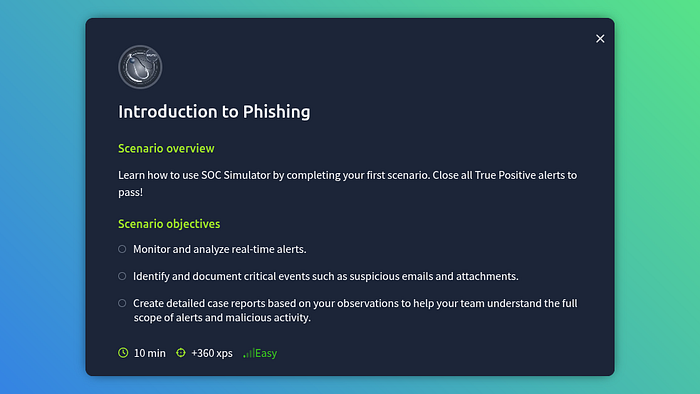 Introduction to Phishing
Scenario overview
Learn how to use SOC Simulator by completing your first scenario. Close all True Positive alerts to
pass!
Scenario objectives
Monitor and analyze real-time alerts.
Identify and document critical events such as suspicious emails and attachments.
Create detailed case reports based on your observations to help your team understand the full
scope of alerts and malicious activity.
10 min +360 xps Easy